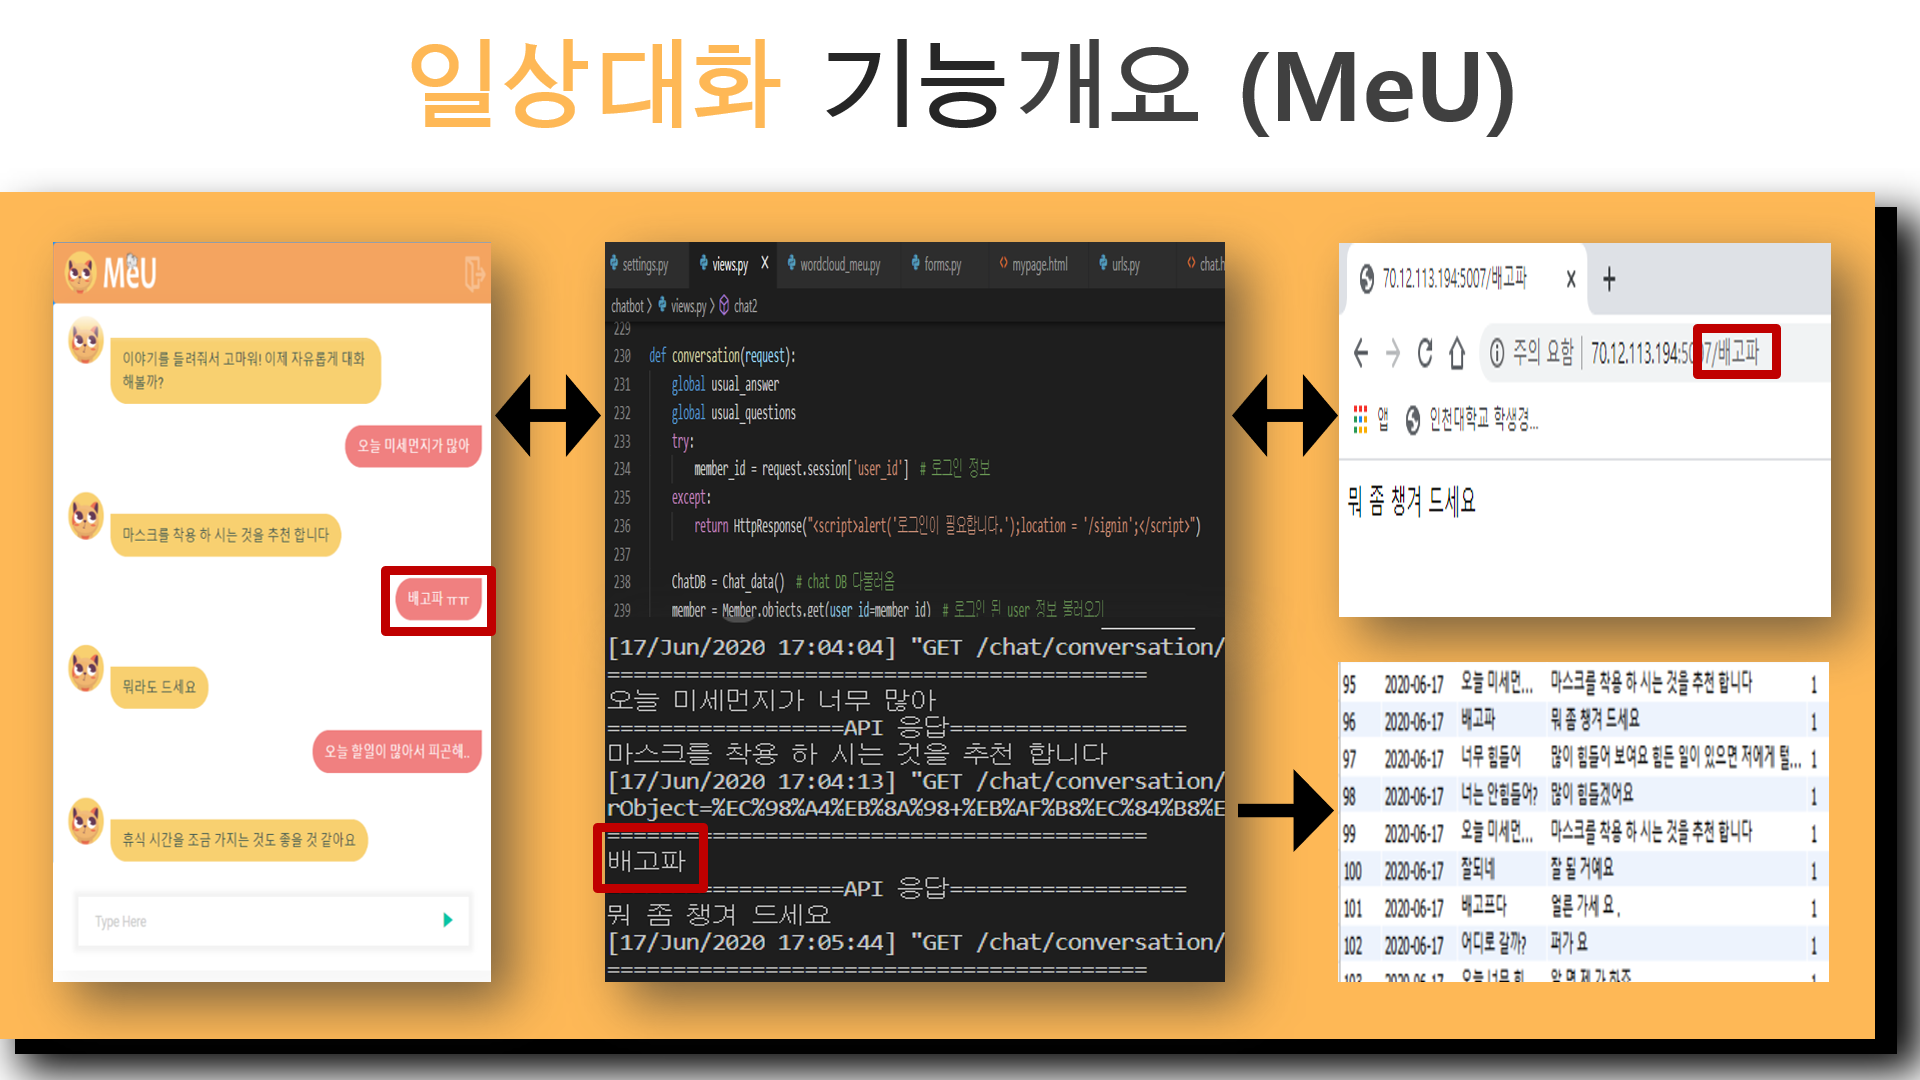 일상대화 기능개요 (MeU)
MeU
이야기를 들려줘서 고마워! 이제 자유롭게 대화
해볼까?
오늘 미세먼지가 많아
마스크를 착용 하 시는 것을 추천 합니다
배고파 ㅠㅠ
뭐라도 드세요
오늘 할일이 많아서 피곤해..
휴식 시간을 조금 가지는 것도 좋을 것 같아요
Type Here
settings.py views.py X wordcloud_meu.py forms.py mypage.html urls.py chat.h
chatbot > views.py > chat2
229
230 def conversation(request):
231 global usual_answer
232 global usual_questions
233 try:
234 member_id = request.session['user_id'] # 로그인 정보
235 except:
236 return HttpResponse("<script>alert('로그인이 필요합니다.');location = '/signin';</script>")
237
238 ChatDB = Chat_data() # chat DB 다불러옴
239 member = Member.objects.get(user_id=member_id) # 로그인 된 user 정보 불러오기
[17/Jun/2020 17:04:04] "GET /chat/conversation/
=========================================
오늘 미세먼지가 너무 많아
==================API 응답==================
마스크를 착용 하 시는 것을 추천 합니다
[17/Jun/2020 17:04:13] "GET /chat/conversation/
rObject=%EC%98%A4%EB%8A%98+%EB%AF%B8%EC%84%B8%E
=========================================
배고파
==================API 응답==================
뭐 좀 챙겨 드세요
[17/Jun/2020 17:05:44] "GET /chat/conversation/
=========================================
70.12.113.194:5007/배고파 x +
주의 요함 | 70.12.113.194:5007/배고파
앱 인천대학교 학생경...
뭐 좀 챙겨 드세요
95 2020-06-17 오늘 미세먼... 마스크를 착용 하 시는 것을 추천 합니다 1
96 2020-06-17 배고파 뭐 좀 챙겨 드세요 1
97 2020-06-17 너무 힘들어 많이 힘들어 보여요 힘든 일이 있으면 저에게 털... 1
98 2020-06-17 너는 안힘들어? 많이 힘들겠어요 1
99 2020-06-17 오늘 미세먼... 마스크를 착용 하 시는 것을 추천 합니다 1
100 2020-06-17 잘되네 잘 될 거예요 1
101 2020-06-17 배고프다 얼른 가세 요 . 1
102 2020-06-17 어디로 갈까? 퍼가 요 1